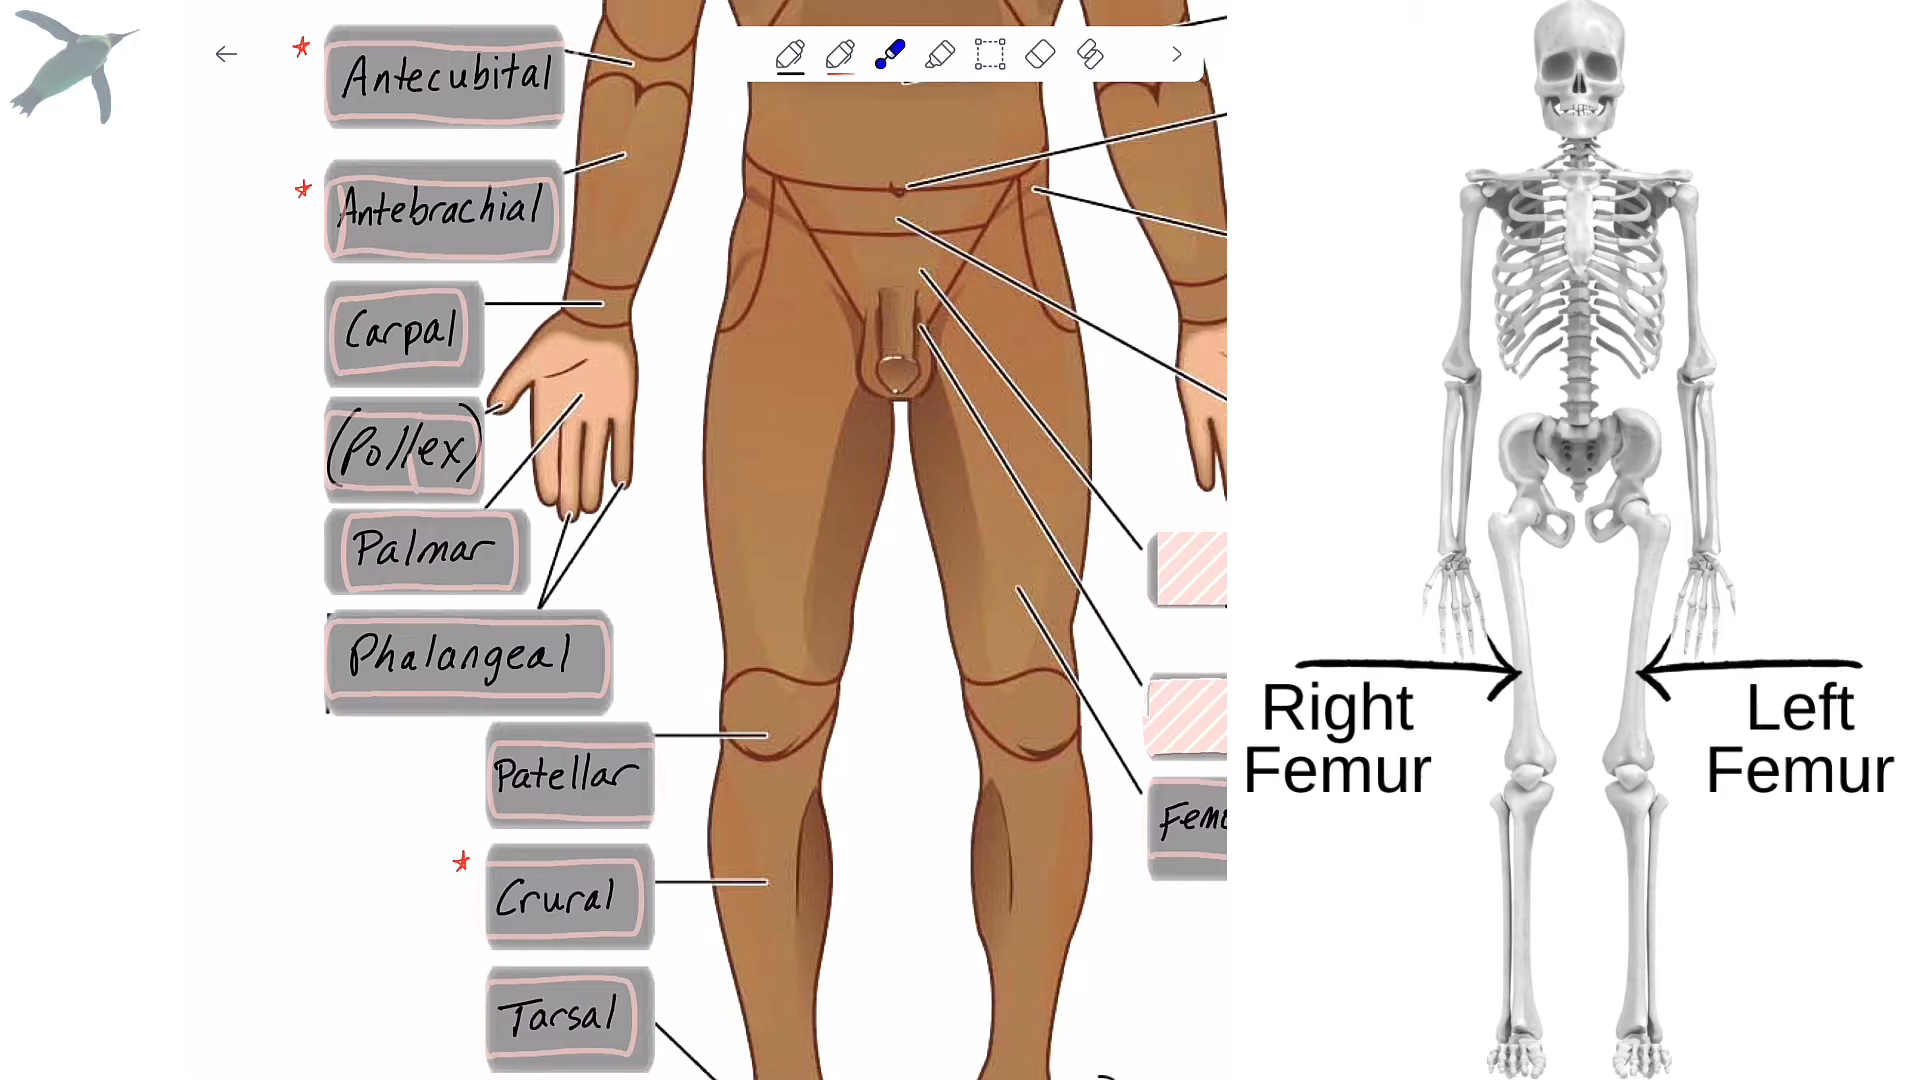 Antecubital
Antebrachial
Carpal
(Pollex)
Palmar
Phalangeal
Patellar
Crural
Tarsal
Right
Femur
Left
Femur